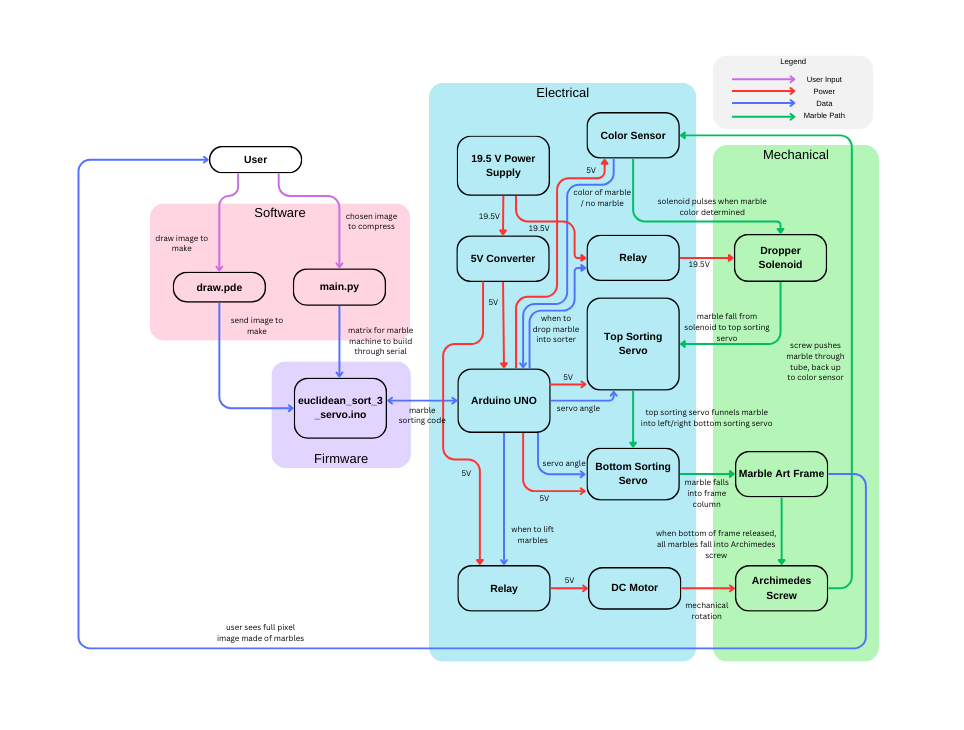 Legend
User Input
Power
Data
Marble Path
Electrical
Mechanical
Color Sensor
19.5 V Power
Supply
5V
color of marble
/ no marble
solenoid pulses when marble
color determined
User
Software
draw image to
make
chosen image
to compress
19.5V
19.5V
5V Converter
Relay
19.5V
Dropper
Solenoid
draw.pde
main.py
send image to
make
matrix for marble
machine to build
through serial
5V
when to
drop marble
into sorter
Top Sorting
Servo
marble fall from
solenoid to top sorting
servo
screw pushes
marble through
tube, back up
to color sensor
euclidean_sort_3
_servo.ino
Firmware
marble
sorting code
Arduino UNO
5V
servo angle
top sorting servo funnels marble
into left/right bottom sorting servo
5V
servo angle
5V
Bottom Sorting
Servo
marble falls
into frame
column
Marble Art Frame
when to lift
marbles
when bottom of frame released,
all marbles fall into Archimedes
screw
Relay
5V
DC Motor
mechanical
rotation
Archimedes
Screw
user sees full pixel
image made of marbles